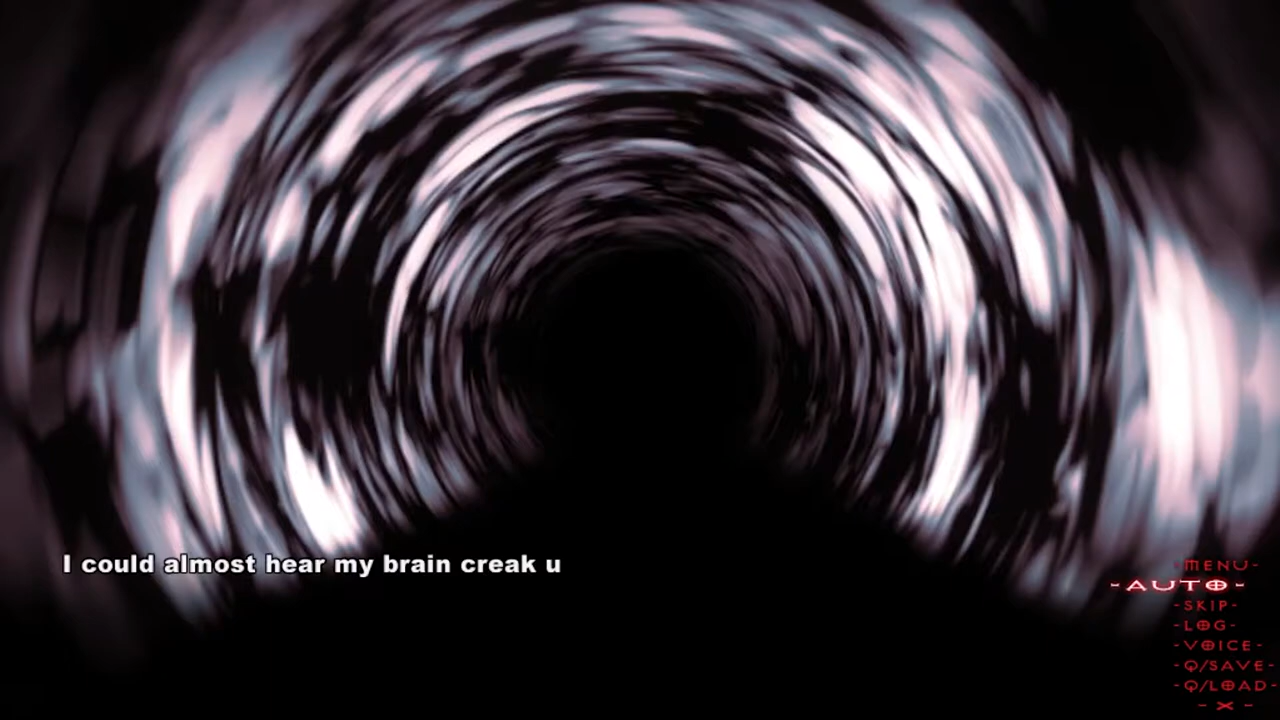 I could almost hear my brain creak u
-MENU-
-AUTO-
-SKIP-
-LOG-
-VOICE-
-Q/SAVE-
-Q/LOAD-
-X-